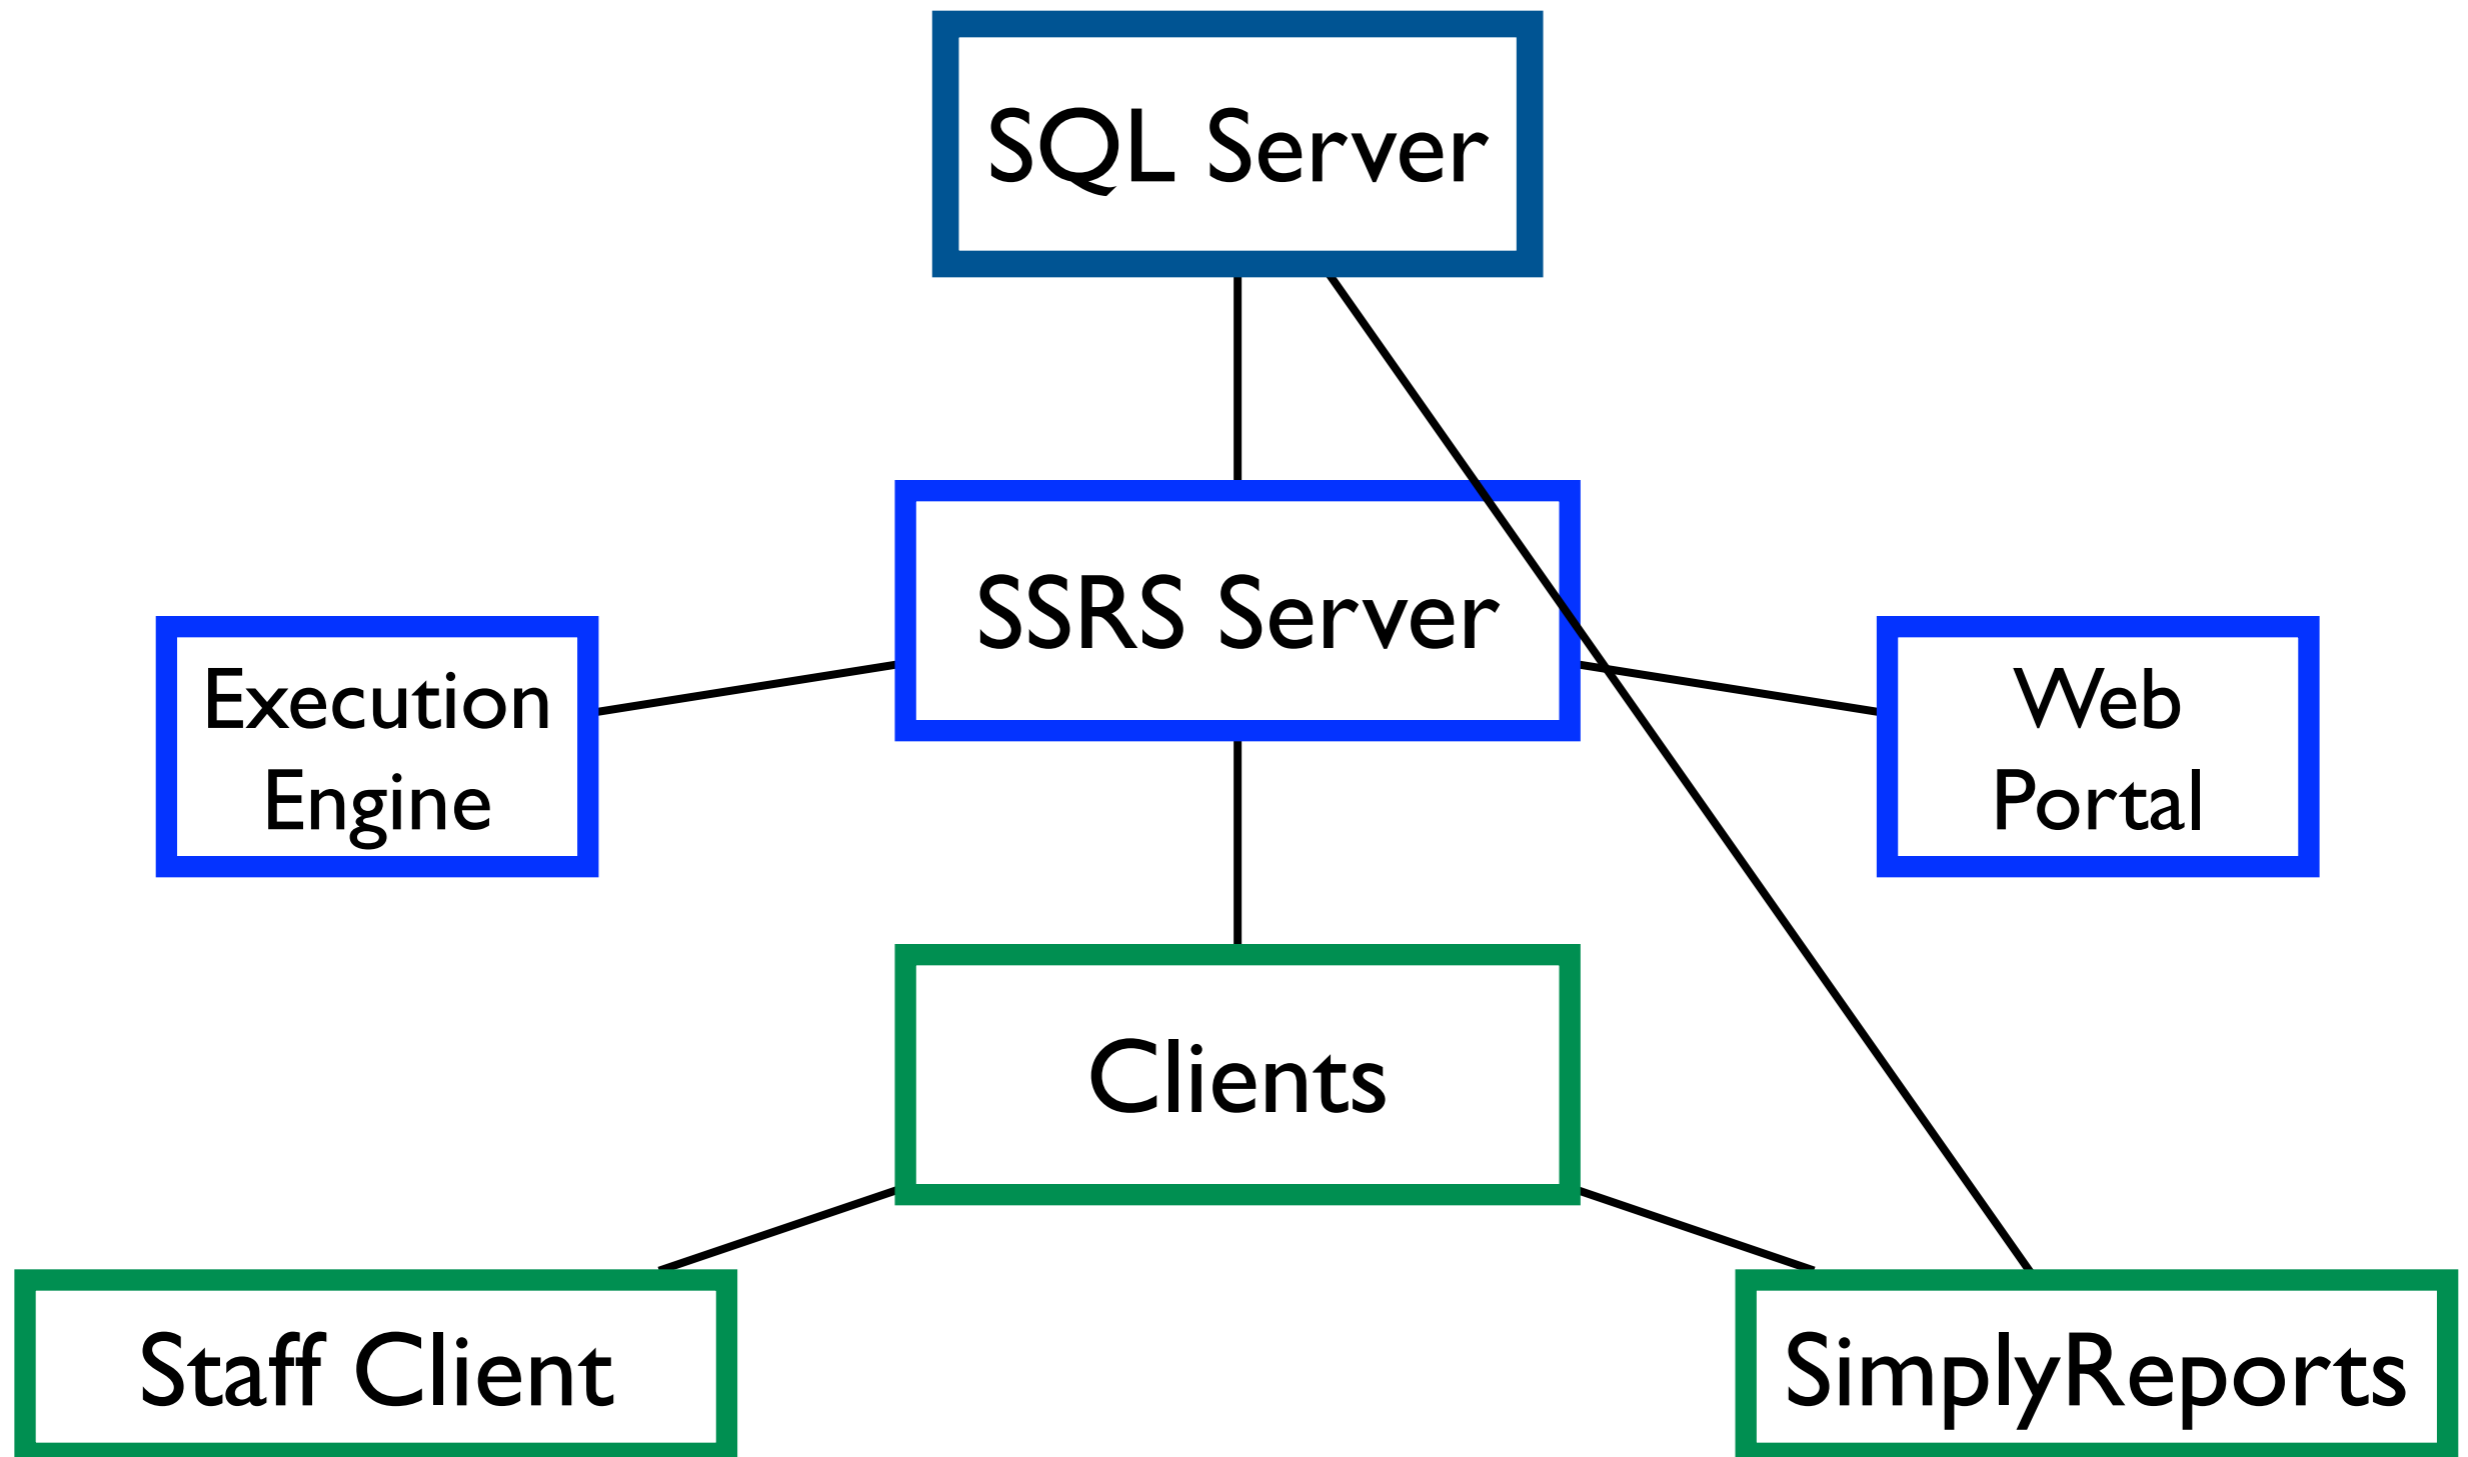 SQL Server
SSRS Server
Execution
Engine
Web
Portal
Clients
Staff Client
SimplyReports